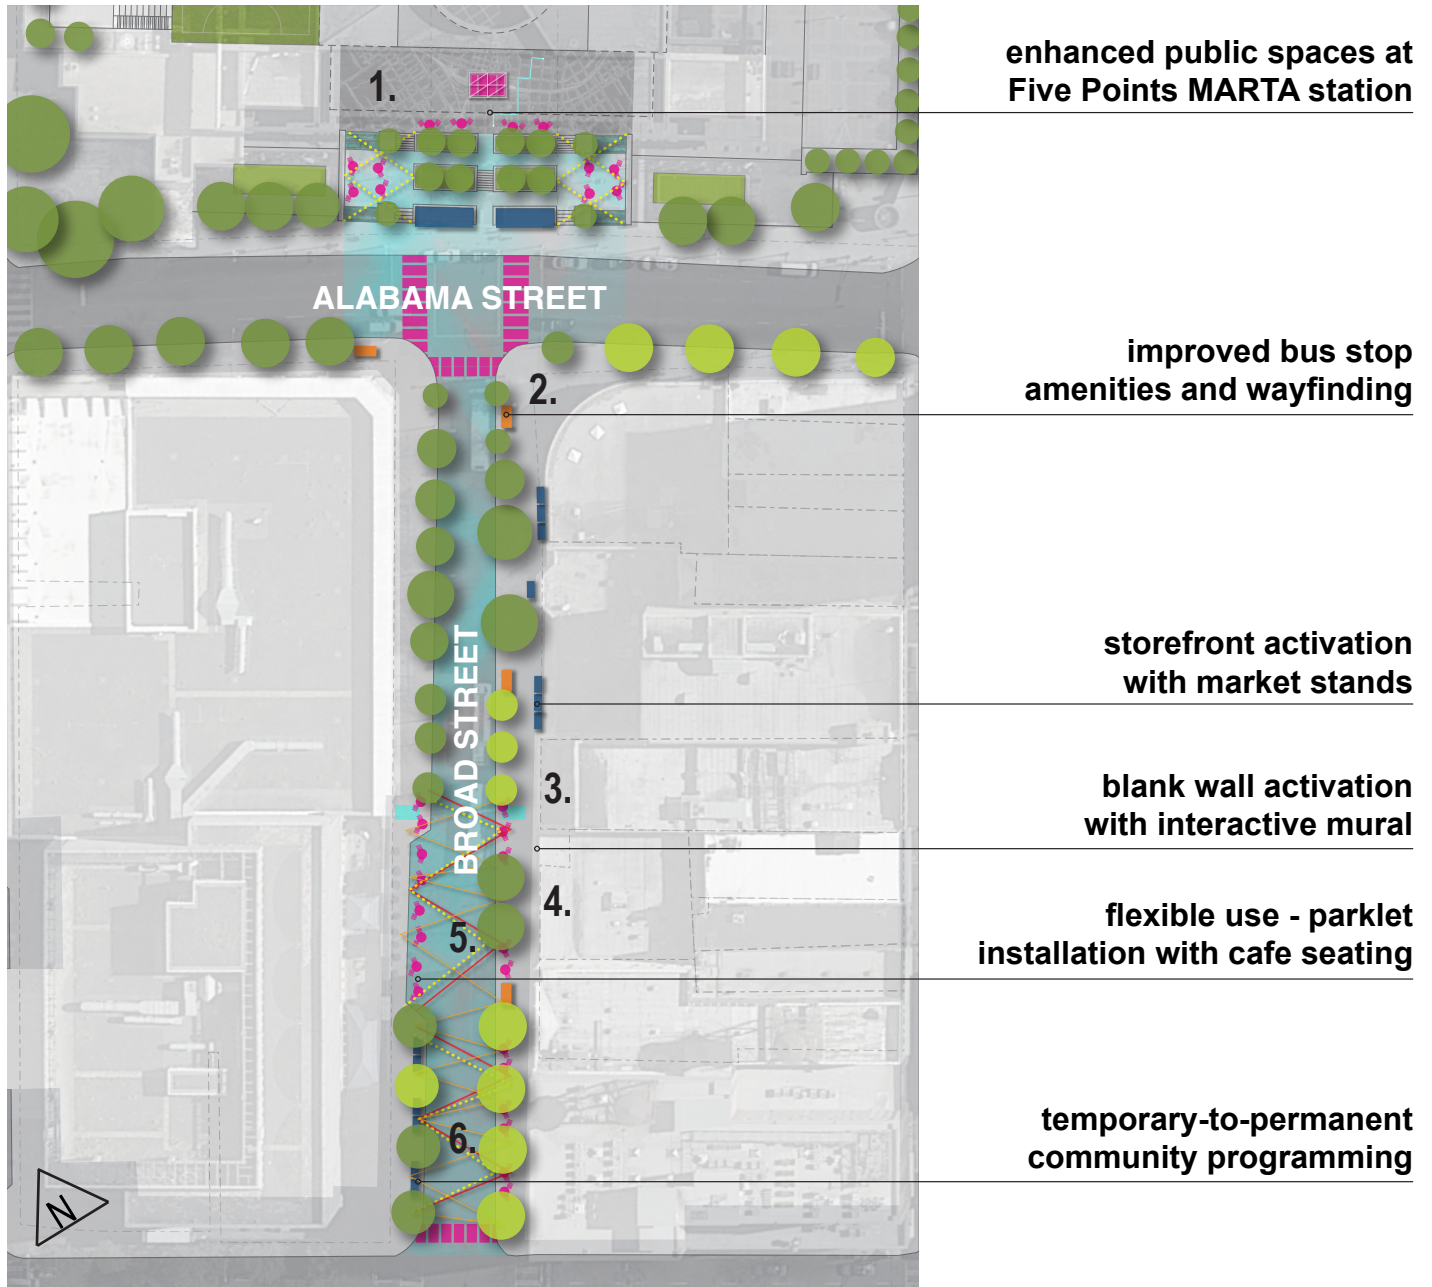 enhanced public spaces at
Five Points MARTA station
1.
ALABAMA STREET
improved bus stop
amenities and wayfinding
2.
storefront activation
with market stands
BROAD STREET
3.
blank wall activation
with interactive mural
4.
flexible use - parklet
installation with cafe seating
5.
temporary-to-permanent
community programming
6.
N